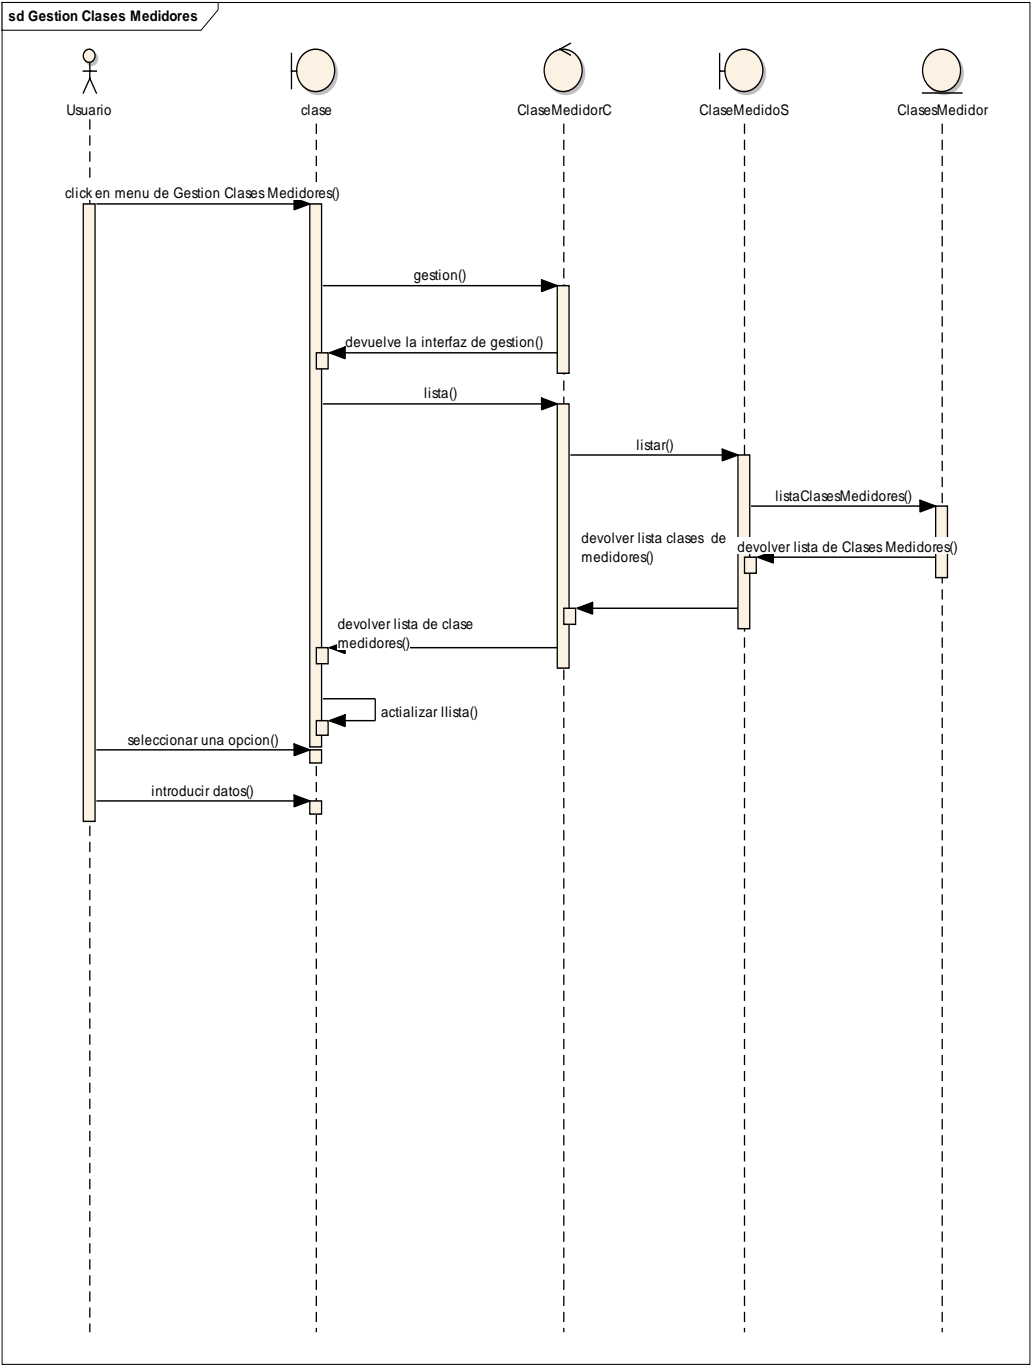 sd Gestion Clases Medidores
Usuario
clase
ClaseMedidorC
ClaseMedidoS
ClasesMedidor
click en menu de Gestion Clases Medidores()
gestion()
devuelve la interfaz de gestion()
lista()
listar()
listaClasesMedidores()
devolver lista clases de
medidores()
devolver lista de Clases Medidores()
devolver lista de clase
medidores()
actializar llista()
seleccionar una opcion()
introducir datos()